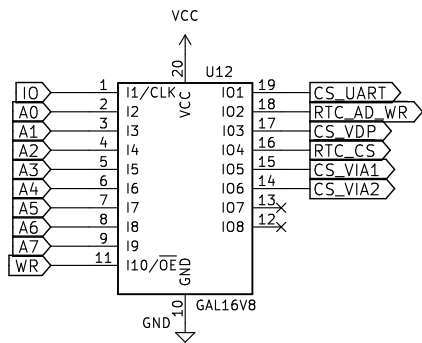 VCC
20
U12
IO 1 I1/CLK VCC IO1 19 CS_UART
A0 2 I2 IO2 18 RTC_AD_WR
A1 3 I3 IO3 17 CS_VDP
A2 4 I4 IO4 16 RTC_CS
A3 5 I5 IO5 15 CS_VIA1
A4 6 I6 IO6 14 CS_VIA2
A5 7 I7 IO7 13
A6 8 I8 IO8 12
A7 9 I9
WR 11 I10/OE GND
10 GAL16V8
GND